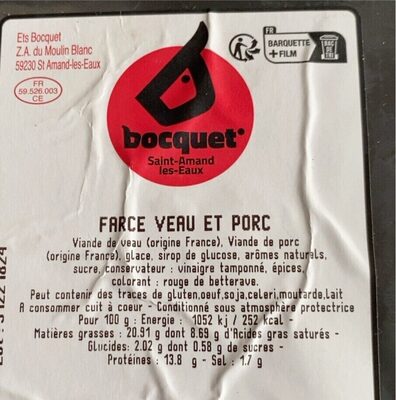 Ets Bocquet
Z.A. du Moulin Blanc
59230 St Amand-les-Eaux
FR
59.526.003
CE
FR
BARQUETTE
+ FILM
BAC
DE
TRI
bocquet
Saint-Amand
les-Eaux
FARCE VEAU ET PORC
Viande de veau (origine France), Viande de porc
(origine France), glace, sirop de glucose, arômes naturels,
sucre, conservateur : vinaigre tamponné, épices,
colorant : rouge de betterave.
Peut contenir des traces de gluten,oeuf,soja,celeri,moutarde,lait
A consommer cuit à coeur - Conditionné sous atmosphère protectrice
Pour 100 g : Energie : 1052 kj / 252 kcal -
Matières grasses : 20.91 g dont 8.69 g d'Acides gras saturés -
Glucides: 2.02 g dont 0.58 g de sucres -
Protéines : 13.8 g - Sel : 1.7 g